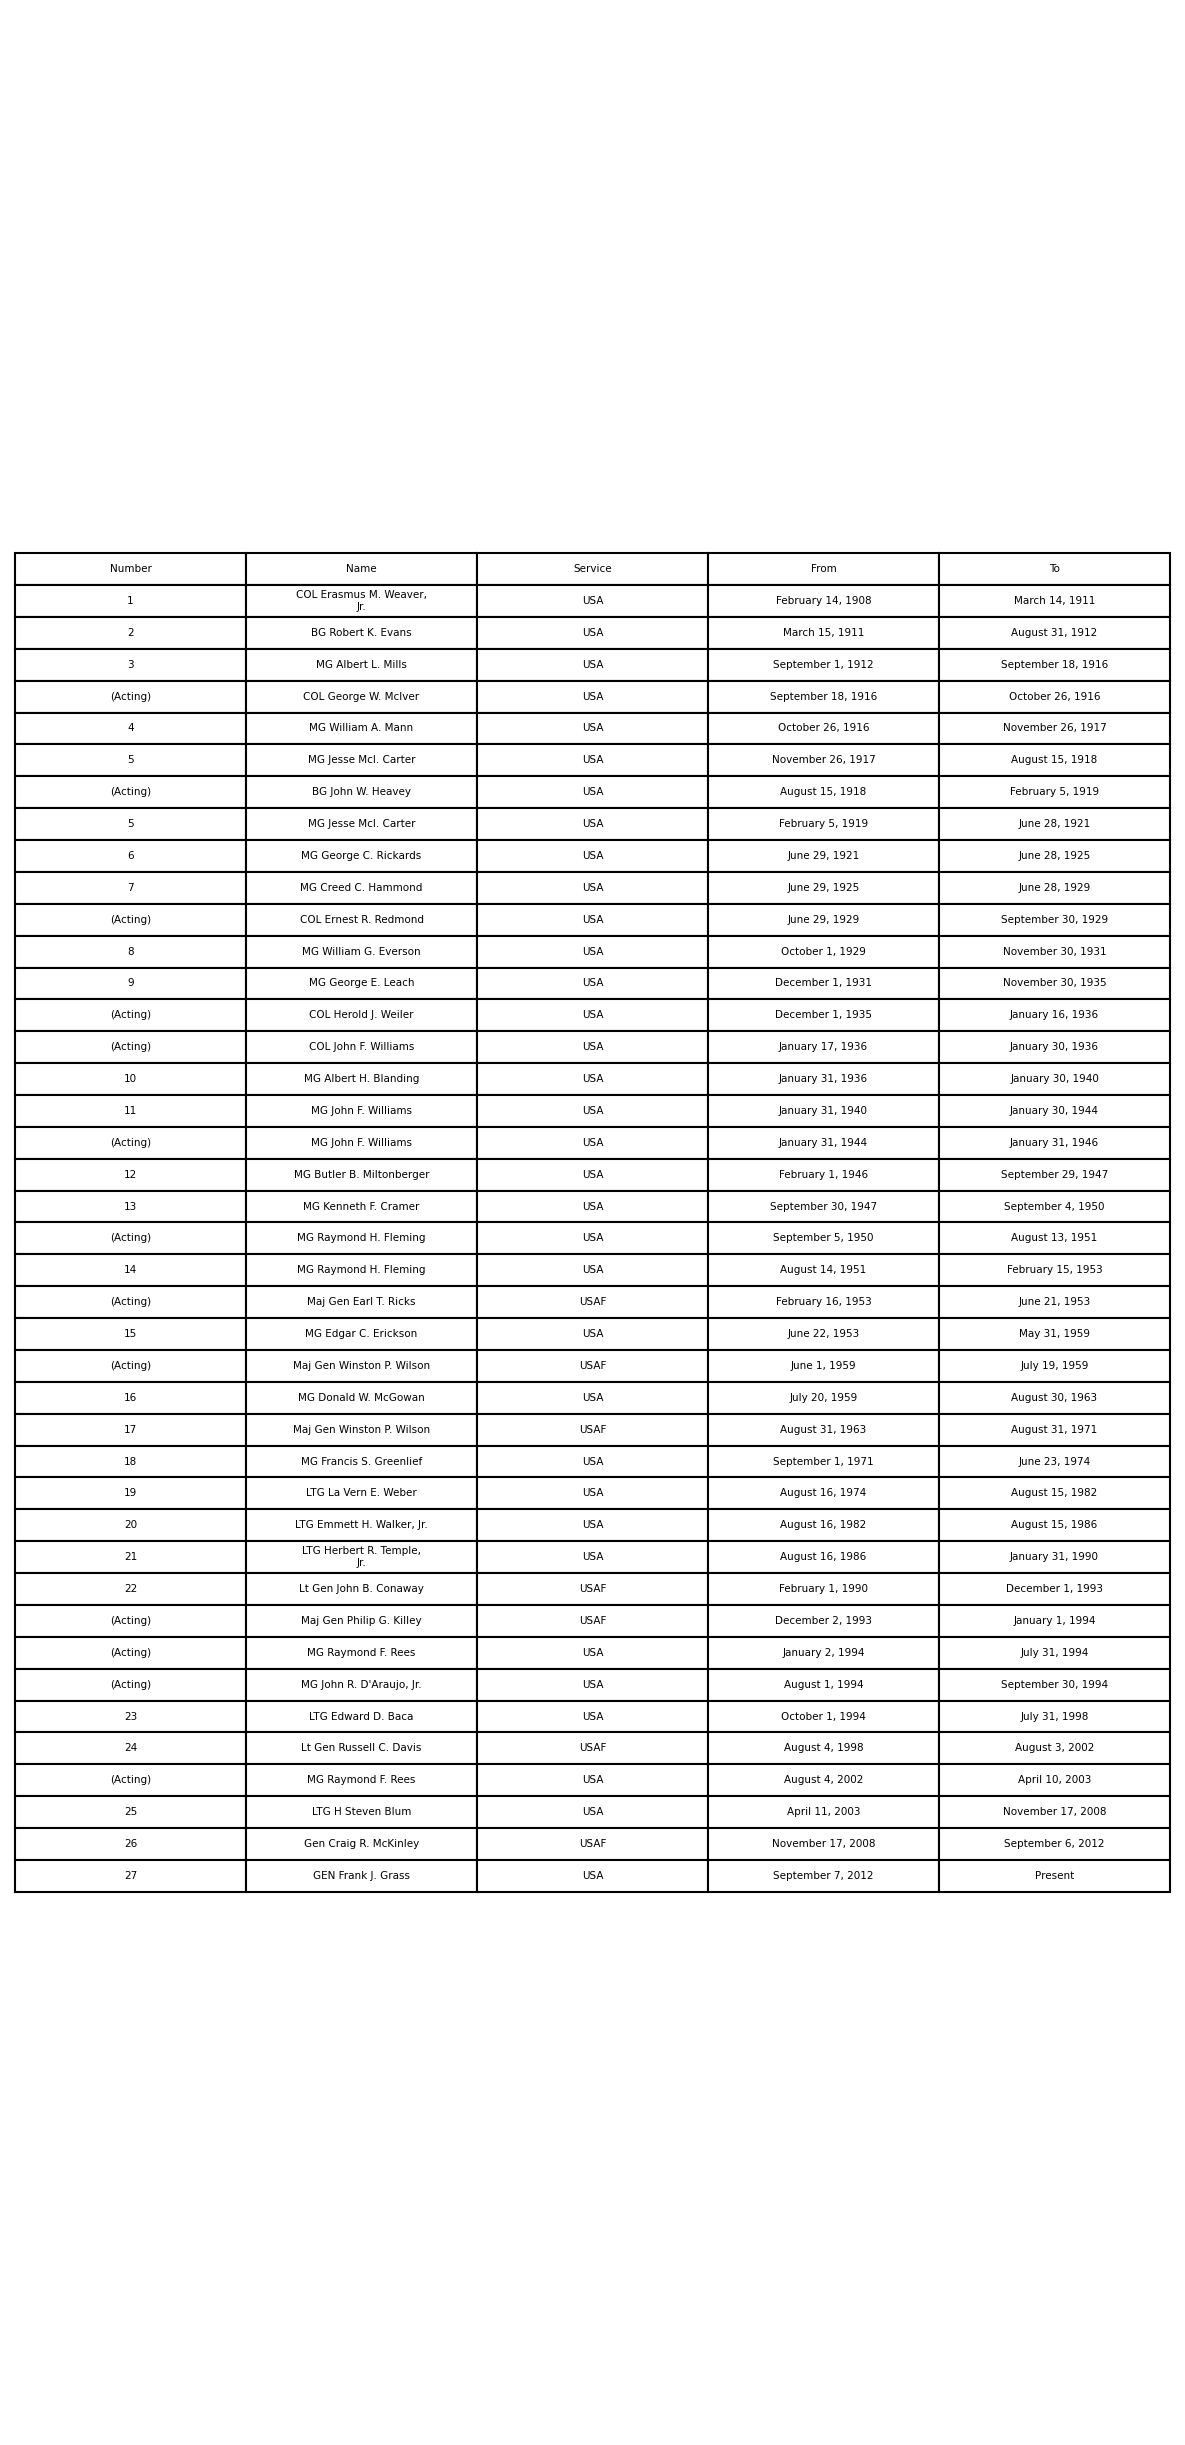 Number Name Service From To
1 COL Erasmus M. Weaver, Jr. USA February 14, 1908 March 14, 1911
2 BG Robert K. Evans USA March 15, 1911 August 31, 1912
3 MG Albert L. Mills USA September 1, 1912 September 18, 1916
(Acting) COL George W. McIver USA September 18, 1916 October 26, 1916
4 MG William A. Mann USA October 26, 1916 November 26, 1917
5 MG Jesse McI. Carter USA November 26, 1917 August 15, 1918
(Acting) BG John W. Heavey USA August 15, 1918 February 5, 1919
5 MG Jesse McI. Carter USA February 5, 1919 June 28, 1921
6 MG George C. Rickards USA June 29, 1921 June 28, 1925
7 MG Creed C. Hammond USA June 29, 1925 June 28, 1929
(Acting) COL Ernest R. Redmond USA June 29, 1929 September 30, 1929
8 MG William G. Everson USA October 1, 1929 November 30, 1931
9 MG George E. Leach USA December 1, 1931 November 30, 1935
(Acting) COL Herold J. Weiler USA December 1, 1935 January 16, 1936
(Acting) COL John F. Williams USA January 17, 1936 January 30, 1936
10 MG Albert H. Blanding USA January 31, 1936 January 30, 1940
11 MG John F. Williams USA January 31, 1940 January 30, 1944
(Acting) MG John F. Williams USA January 31, 1944 January 31, 1946
12 MG Butler B. Miltonberger USA February 1, 1946 September 29, 1947
13 MG Kenneth F. Cramer USA September 30, 1947 September 4, 1950
(Acting) MG Raymond H. Fleming USA September 5, 1950 August 13, 1951
14 MG Raymond H. Fleming USA August 14, 1951 February 15, 1953
(Acting) Maj Gen Earl T. Ricks USAF February 16, 1953 June 21, 1953
15 MG Edgar C. Erickson USA June 22, 1953 May 31, 1959
(Acting) Maj Gen Winston P. Wilson USAF June 1, 1959 July 19, 1959
16 MG Donald W. McGowan USA July 20, 1959 August 30, 1963
17 Maj Gen Winston P. Wilson USAF August 31, 1963 August 31, 1971
18 MG Francis S. Greenlief USA September 1, 1971 June 23, 1974
19 LTG La Vern E. Weber USA August 16, 1974 August 15, 1982
20 LTG Emmett H. Walker, Jr. USA August 16, 1982 August 15, 1986
21 LTG Herbert R. Temple, Jr. USA August 16, 1986 January 31, 1990
22 Lt Gen John B. Conaway USAF February 1, 1990 December 1, 1993
(Acting) Maj Gen Philip G. Killey USAF December 2, 1993 January 1, 1994
(Acting) MG Raymond F. Rees USA January 2, 1994 July 31, 1994
(Acting) MG John R. D'Araujo, Jr. USA August 1, 1994 September 30, 1994
23 LTG Edward D. Baca USA October 1, 1994 July 31, 1998
24 Lt Gen Russell C. Davis USAF August 4, 1998 August 3, 2002
(Acting) MG Raymond F. Rees USA August 4, 2002 April 10, 2003
25 LTG H Steven Blum USA April 11, 2003 November 17, 2008
26 Gen Craig R. McKinley USAF November 17, 2008 September 6, 2012
27 GEN Frank J. Grass USA September 7, 2012 Present